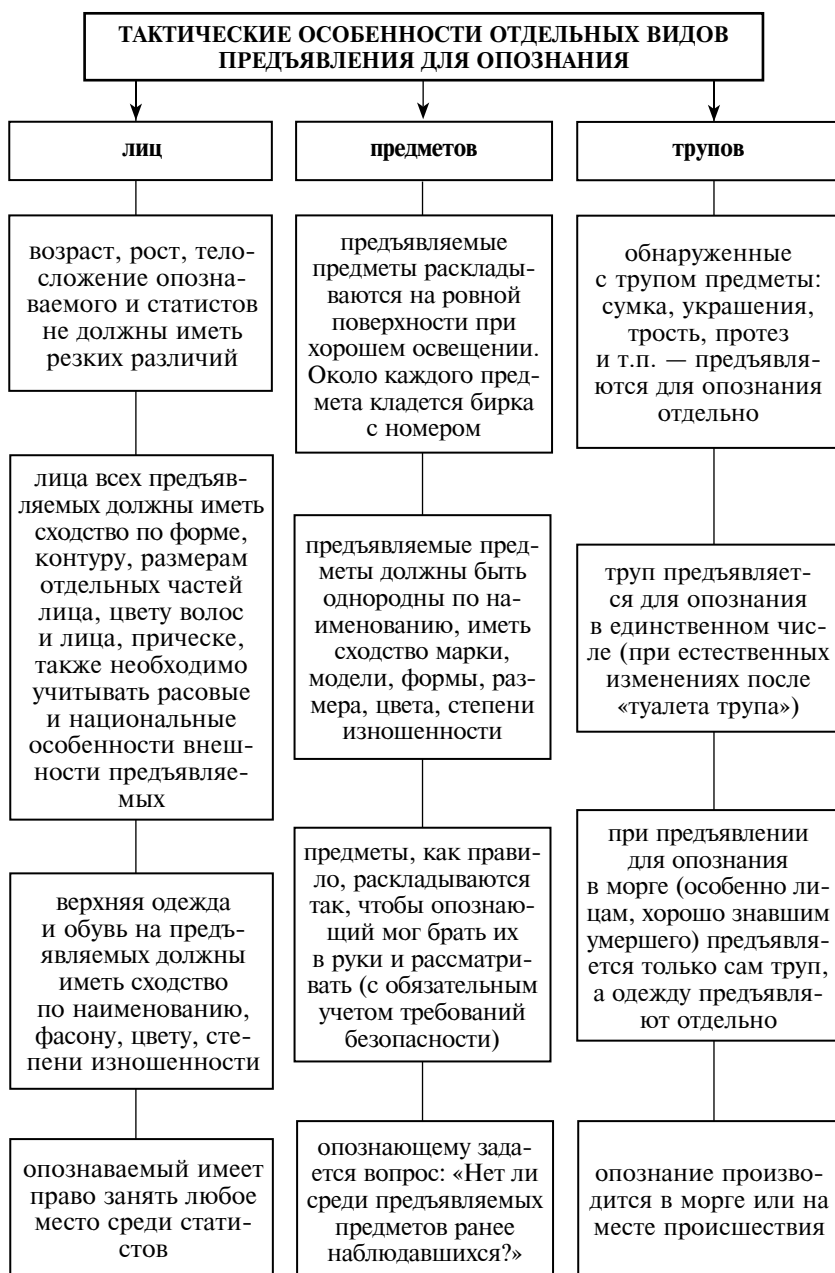 ТАКТИЧЕСКИЕ ОСОБЕННОСТИ ОТДЕЛЬНЫХ ВИДОВ
ПРЕДЪЯВЛЕНИЯ ДЛЯ ОПОЗНАНИЯ
лиц
возраст, рост, тело-
сложение опозна-
ваемого и статистов
не должны иметь
резких различий
лица всех предъяв-
ляемых должны иметь
сходство по форме,
контуру, размерам
отдельных частей
лица, цвету волос
и лица, прическе,
также необходимо
учитывать расовые
и национальные
особенности внеш-
ности предъявляе-
мых
верхняя одежда
и обувь на предъ-
являемых должны
иметь сходство
по наименованию,
фасону, цвету, сте-
пени изношенности
опознаваемый имеет
право занять любое
место среди стати-
стов
предметов
предъявляемые
предметы расклады-
ваются на ровной
поверхности при
хорошем освещении.
Около каждого пред-
мета кладется бирка
с номером
предъявляемые пред-
меты должны быть
однородны по на-
именованию, иметь
сходство марки,
модели, формы, раз-
мера, цвета, степени
изношенности
предметы, как прави-
ло, раскладываются
так, чтобы опознаю-
щий мог брать их
в руки и рассматри-
вать (с обязательным
учетом требований
безопасности)
опознающему зада-
ется вопрос: «Нет ли
среди предъявляемых
предметов ранее
наблюдавшихся?»
трупов
обнаруженные
с трупом предметы:
сумка, украшения,
трость, протез
и т.п. — предъявля-
ются для опознания
отдельно
труп предъявляет-
ся для опознания
в единственном чис-
ле (при естественных
изменениях после
«туалета трупа»)
при предъявлении
для опознания
в морге (особенно ли-
цам, хорошо знавшим
умершего) предъявля-
ется только сам труп,
а одежду предъявля-
ют отдельно
опознание произво-
дится в морге или на
месте происшествия